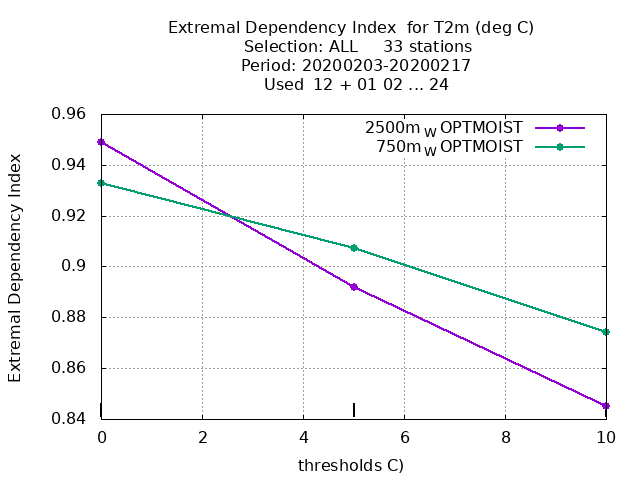 Extremal Dependency Index for T2m (deg C)
Selection: ALL 33 stations
Period: 20200203-20200217
Used 12 + 01 02 ... 24
2500m W OPTMOIST
750m W OPTMOIST
Extremal Dependency Index
0.96
0.94
0.92
0.9
0.88
0.86
0.84
0 2 4 6 8 10
thresholds C)